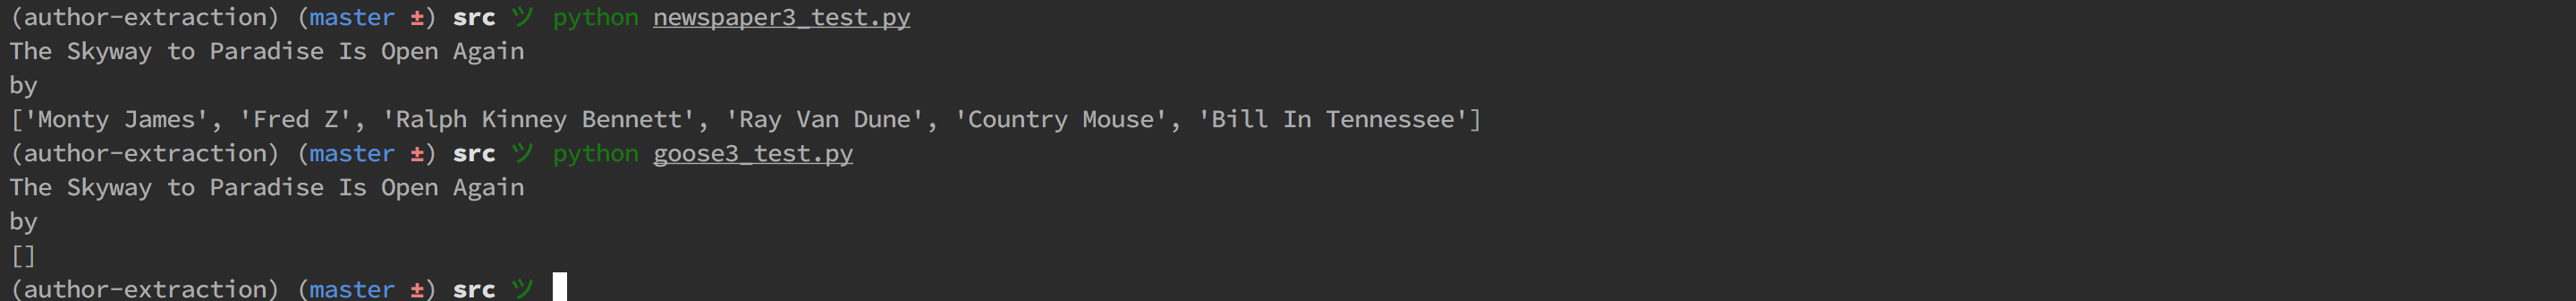 (author-extraction) (master ±) src ツ python newspaper3_test.py
The Skyway to Paradise Is Open Again
by
['Monty James', 'Fred Z', 'Ralph Kinney Bennett', 'Ray Van Dune', 'Country Mouse', 'Bill In Tennessee']
(author-extraction) (master ±) src ツ python goose3_test.py
The Skyway to Paradise Is Open Again
by
[]
(author-extraction) (master ±) src ツ